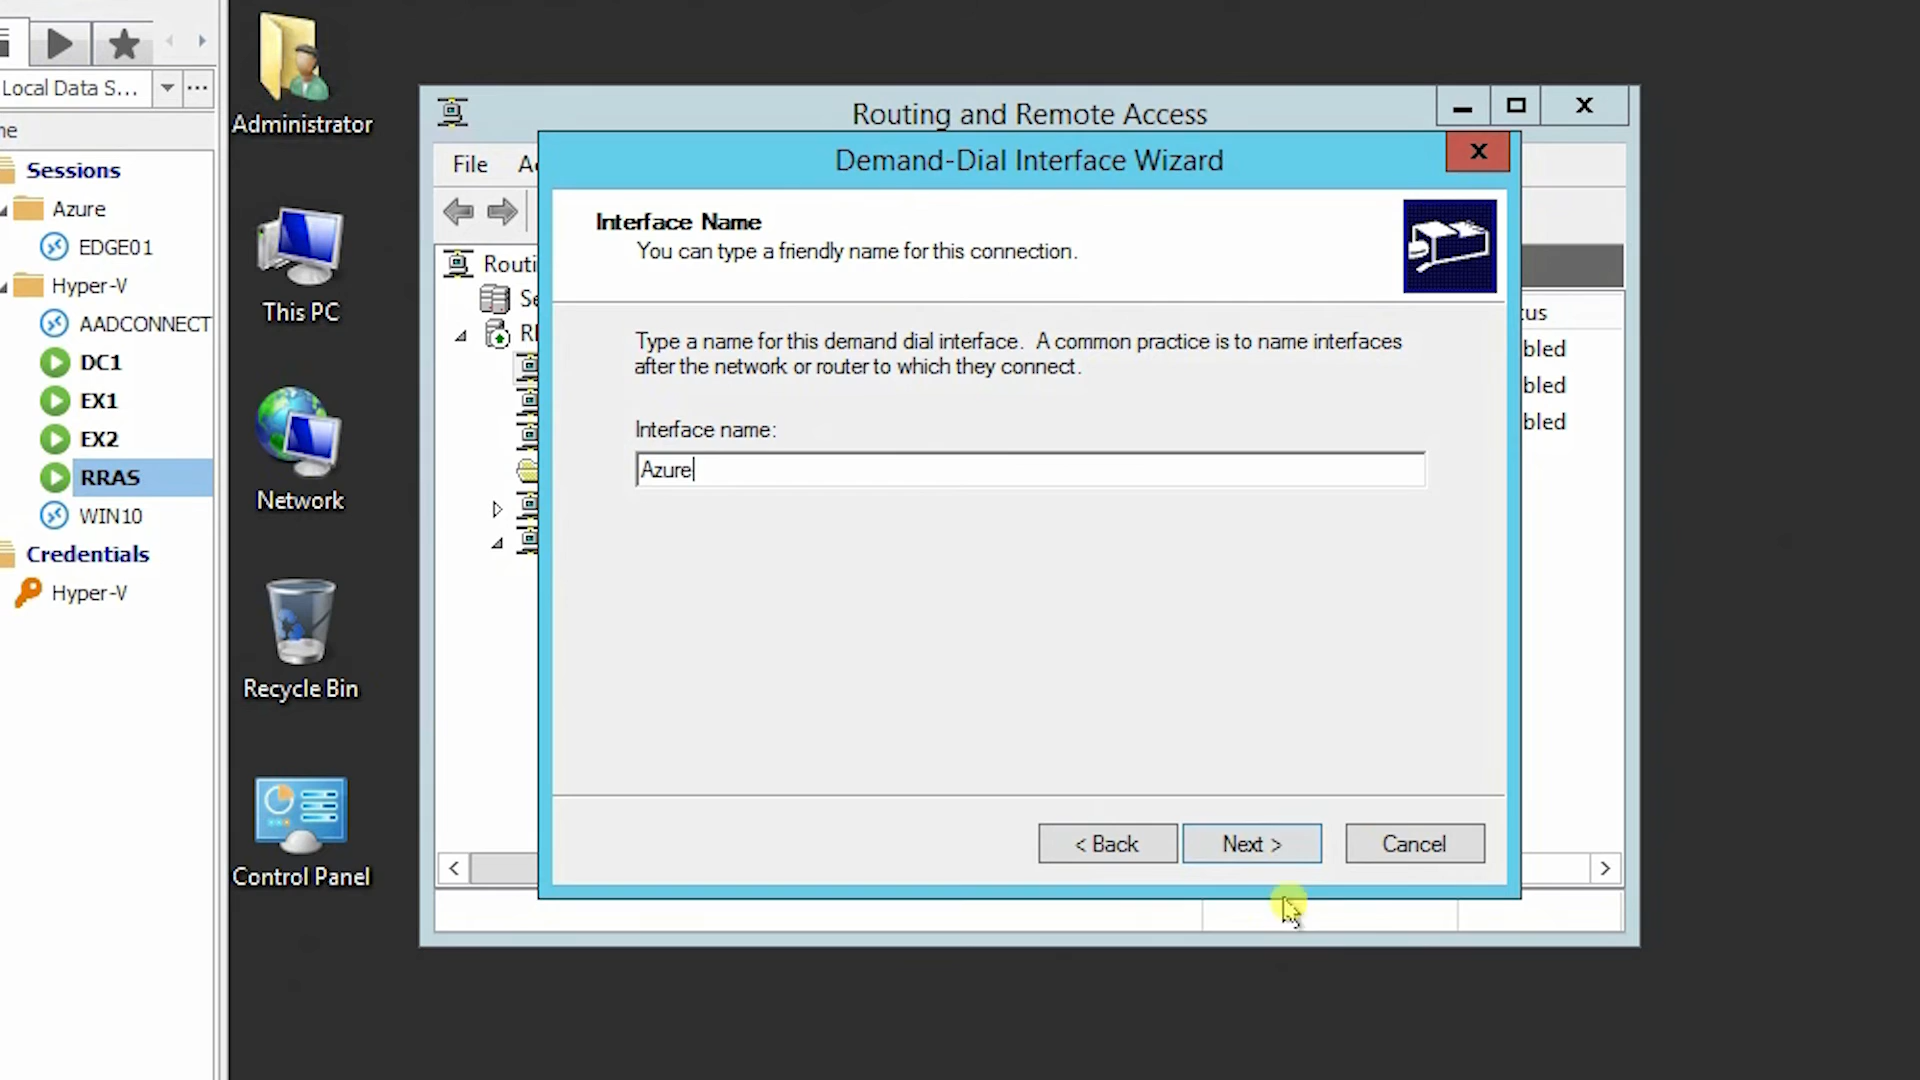 Local Data S...
...
me
Sessions
Azure
EDGE01
Hyper-V
AADCONNECT
DC1
EX1
EX2
RRAS
WIN10
Credentials
Hyper-V
Administrator
This PC
Network
Recycle Bin
Control Panel
Routing and Remote Access
File
Demand-Dial Interface Wizard
Interface Name
You can type a friendly name for this connection.
Type a name for this demand dial interface. A common practice is to name interfaces
after the network or router to which they connect.
Interface name:
Azure
< Back
Next >
Cancel